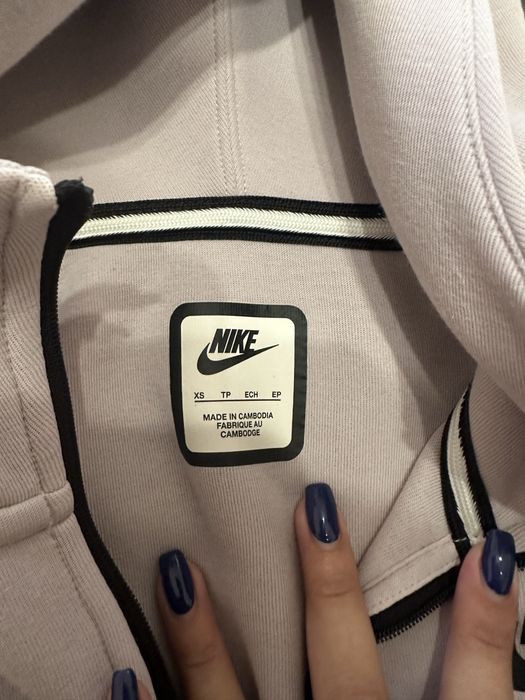 NIKE
XS TP ECH EP
MADE IN CAMBODIA
FABRIQUE AU
CAMBODGE